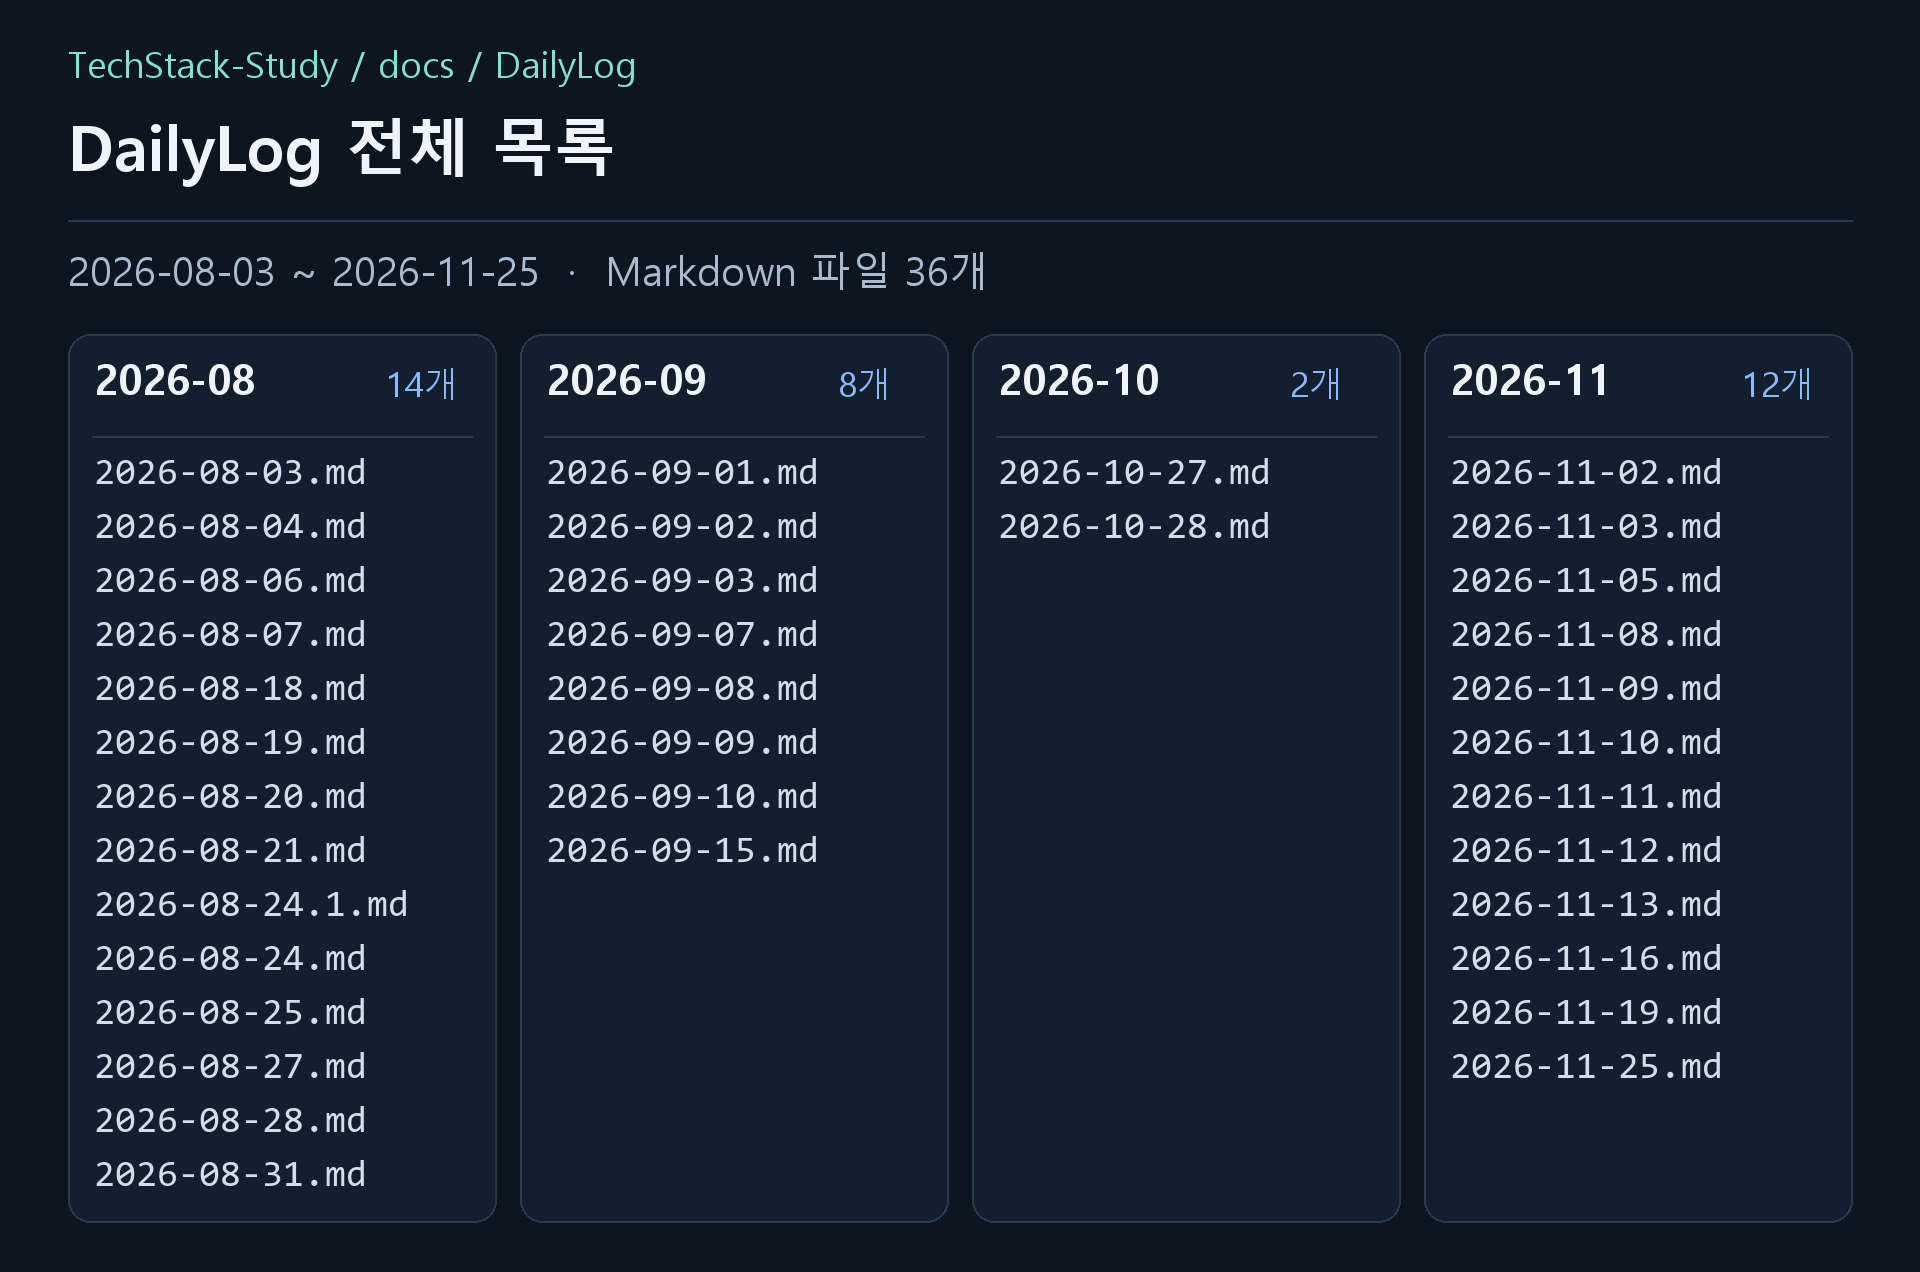 TechStack-Study / docs / DailyLog
DailyLog 전체 목록
2026-08-03 ~ 2026-11-25 · Markdown 파일 36개
2026-08 14개
2026-08-03.md
2026-08-04.md
2026-08-06.md
2026-08-07.md
2026-08-18.md
2026-08-19.md
2026-08-20.md
2026-08-21.md
2026-08-24.1.md
2026-08-24.md
2026-08-25.md
2026-08-27.md
2026-08-28.md
2026-08-31.md
2026-09 8개
2026-09-01.md
2026-09-02.md
2026-09-03.md
2026-09-07.md
2026-09-08.md
2026-09-09.md
2026-09-10.md
2026-09-15.md
2026-10 2개
2026-10-27.md
2026-10-28.md
2026-11 12개
2026-11-02.md
2026-11-03.md
2026-11-05.md
2026-11-08.md
2026-11-09.md
2026-11-10.md
2026-11-11.md
2026-11-12.md
2026-11-13.md
2026-11-16.md
2026-11-19.md
2026-11-25.md